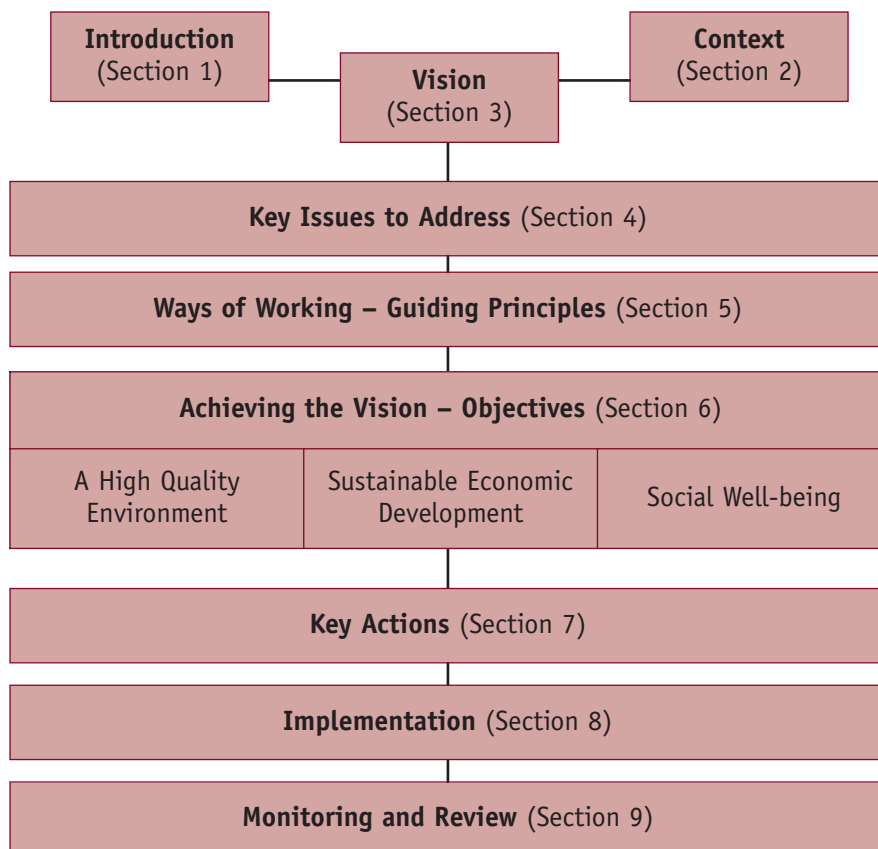 Introduction
(Section 1)
Context
(Section 2)
Vision
(Section 3)
Key Issues to Address (Section 4)
Ways of Working – Guiding Principles (Section 5)
Achieving the Vision – Objectives (Section 6)
A High Quality
Environment
Sustainable Economic
Development
Social Well-being
Key Actions (Section 7)
Implementation (Section 8)
Monitoring and Review (Section 9)